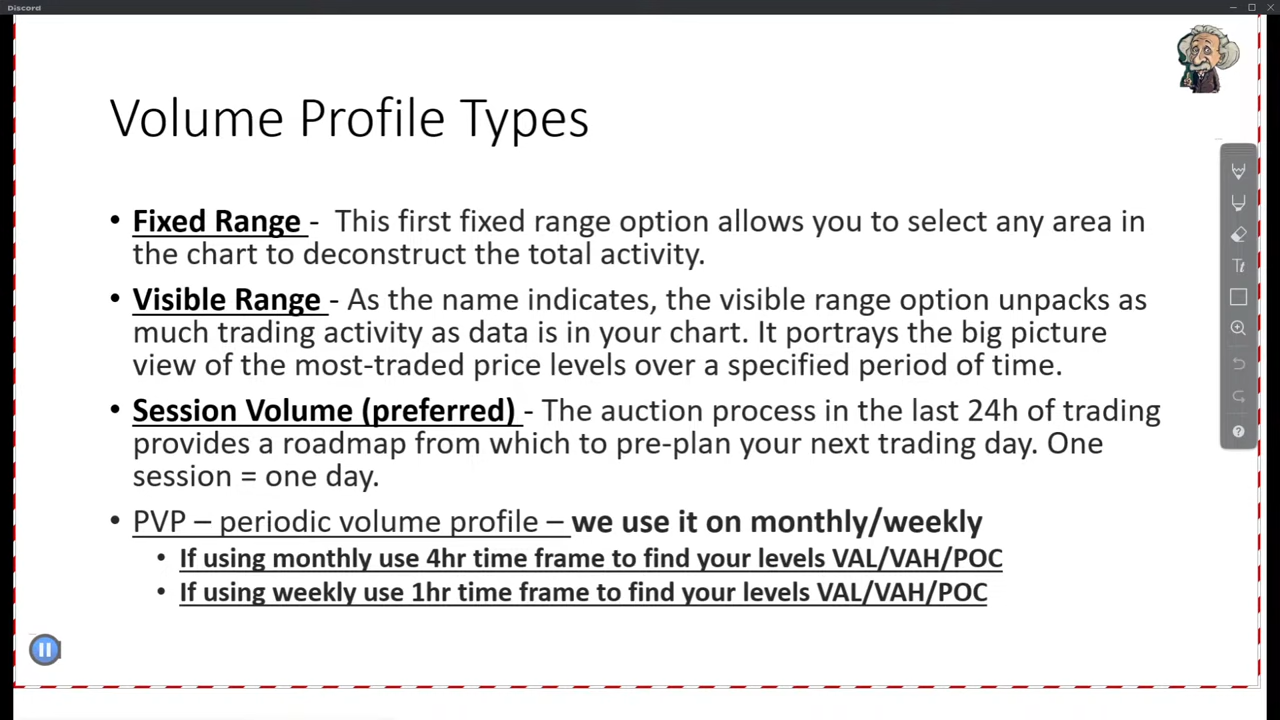 Discord
Volume Profile Types
• Fixed Range - This first fixed range option allows you to select any area in
the chart to deconstruct the total activity.
• Visible Range - As the name indicates, the visible range option unpacks as
much trading activity as data is in your chart. It portrays the big picture
view of the most-traded price levels over a specified period of time.
• Session Volume (preferred) - The auction process in the last 24h of trading
provides a roadmap from which to pre-plan your next trading day. One
session = one day.
• PVP – periodic volume profile – we use it on monthly/weekly
• If using monthly use 4hr time frame to find your levels VAL/VAH/POC
• If using weekly use 1hr time frame to find your levels VAL/VAH/POC
Tt